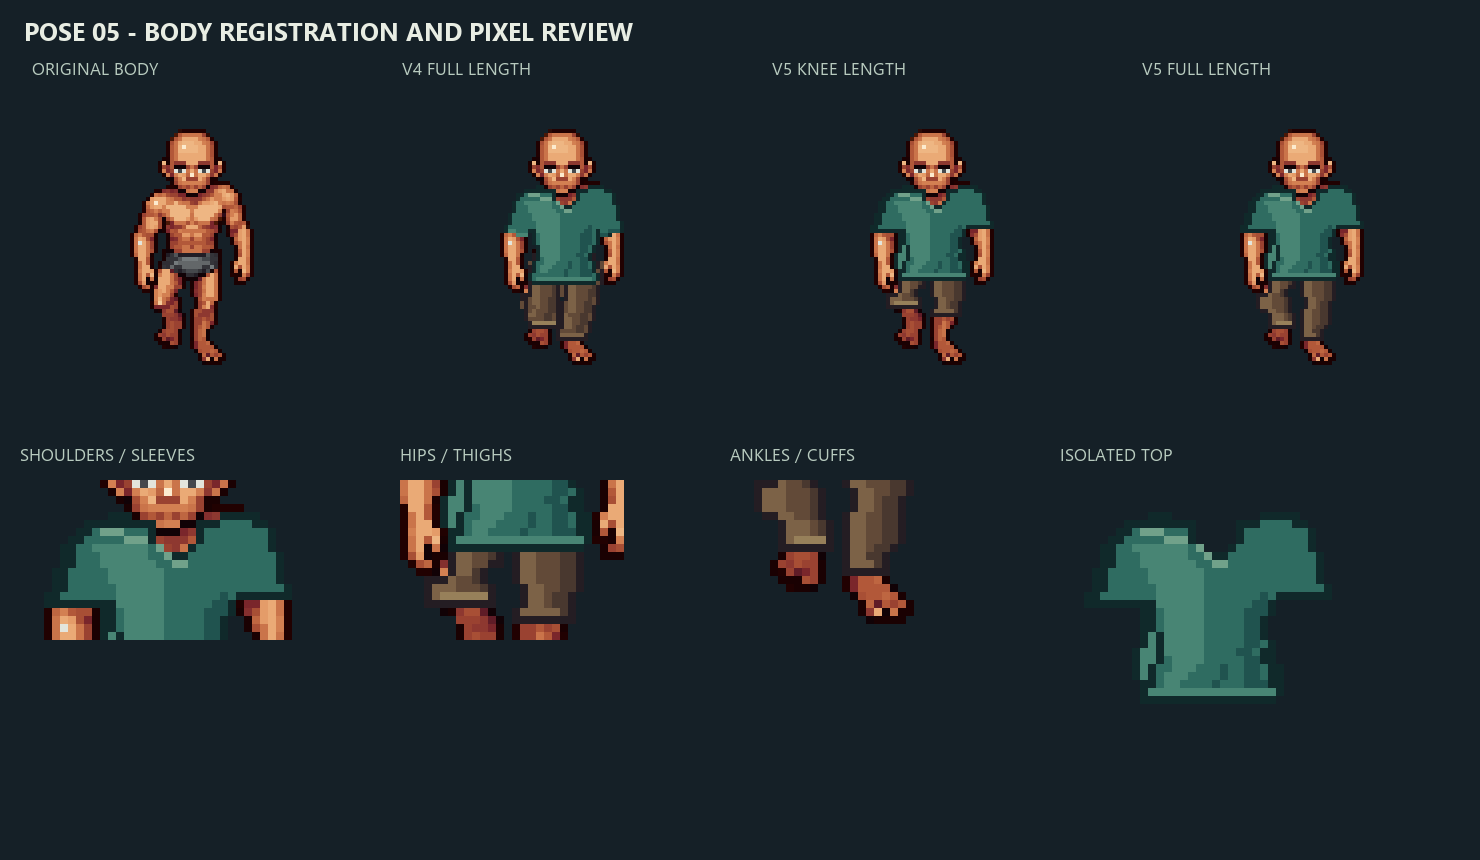 POSE 05 - BODY REGISTRATION AND PIXEL REVIEW
ORIGINAL BODY
V4 FULL LENGTH
V5 KNEE LENGTH
V5 FULL LENGTH
SHOULDERS / SLEEVES
HIPS / THIGHS
ANKLES / CUFFS
ISOLATED TOP